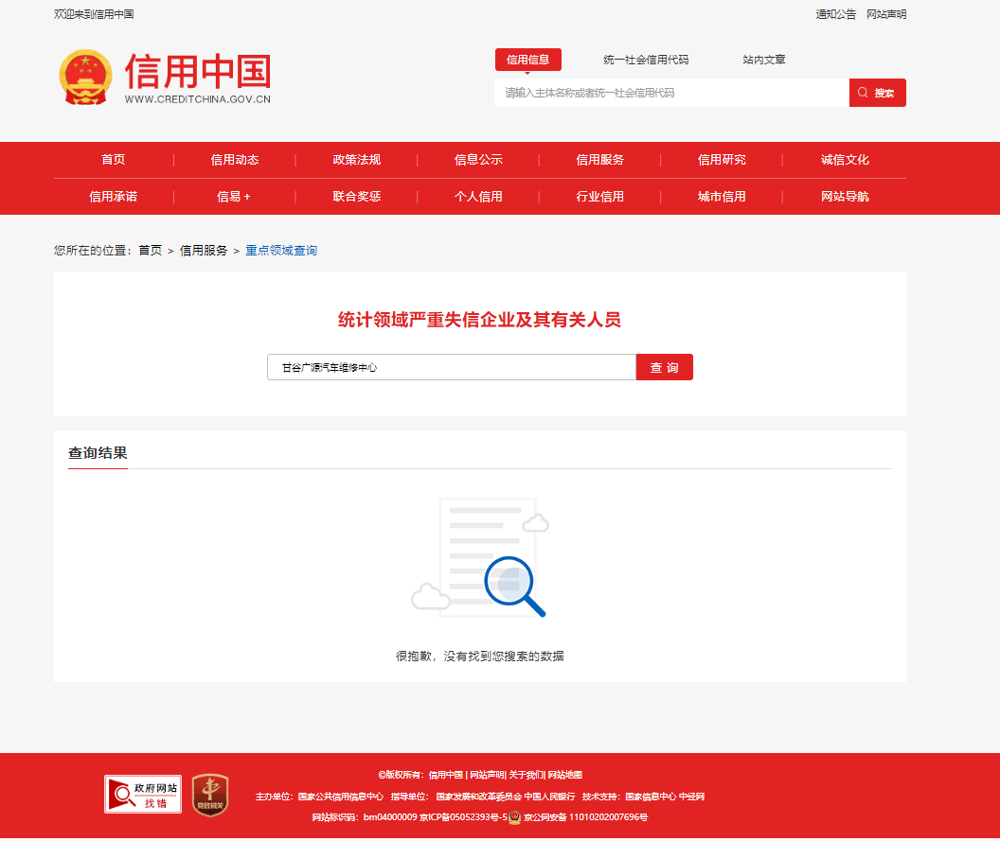 欢迎来到信用中国
通知公告 网站声明
信用中国
WWW.CREDITCHINA.GOV.CN
信用信息 统一社会信用代码 站内文章
请输入主体名称或者统一社会信用代码 搜索
首页 | 信用动态 | 政策法规 | 信息公示 | 信用服务 | 信用研究 | 诚信文化
信用承诺 | 信易+ | 联合奖惩 | 个人信用 | 行业信用 | 城市信用 | 网站导航
您所在的位置: 首页 > 信用服务 > 重点领域查询
统计领域严重失信企业及其有关人员
甘谷广源汽车维修中心 查 询
查询结果
很抱歉，没有找到您搜索的数据
政府网站
找错
党政机关
©版权所有：信用中国 | 网站声明| 关于我们| 网站地图
主办单位：国家公共信用信息中心 指导单位： 国家发展和改革委员会 中国人民银行 技术支持：国家信息中心 中经网
网站标识码：bm04000009 京ICP备05052393号-5 京公网安备 11010202007696号